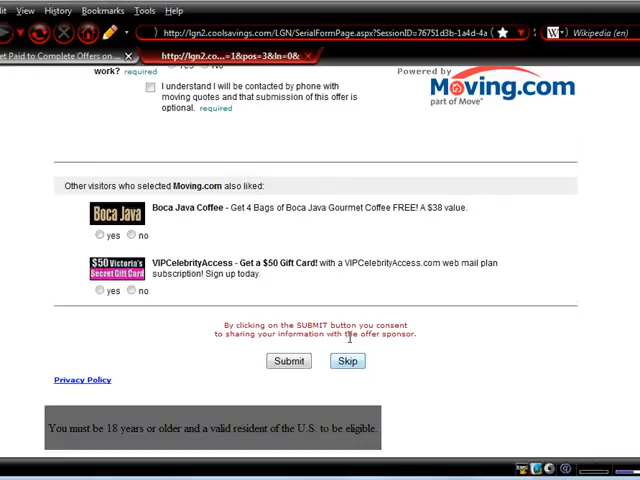 View History Bookmarks Tools Help
http://lgn2.coolsavings.com/LGN/SerialFormPage.aspx?SessionID=76751d3b-1a4d-4a
Wikipedia (en)
et Paid to Complete Offers on ...
http://lgn2.co...=1&pos=3&ln=0&
work? required
Yes No
Powered by
I understand I will be contacted by phone with
moving quotes and that submission of this offer is
optional. required
Moving.com
part of Move™
Other visitors who selected Moving.com also liked:
Boca Java
Boca Java Coffee - Get 4 Bags of Boca Java Gourmet Coffee FREE! A $38 value.
yes no
$50 Victoria's
Secret Gift Card
VIPCelebrityAccess - Get a $50 Gift Card! with a VIPCelebrityAccess.com web mail plan
subscription! Sign up today.
yes no
By clicking on the SUBMIT button you consent
to sharing your information with the offer sponsor.
Submit Skip
Privacy Policy
You must be 18 years or older and a valid resident of the U.S. to be eligible.